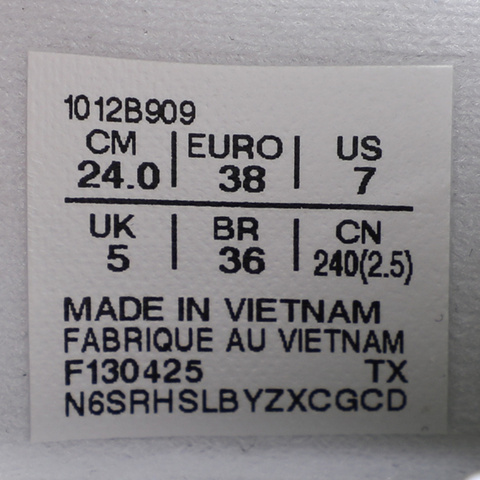 1012B909
CM | EURO | US
24.0 | 38 | 7
UK | BR | CN
5 | 36 | 240(2.5)
MADE IN VIETNAM
FABRIQUE AU VIETNAM
F130425 TX
N6SRHSLBYZXCGCD